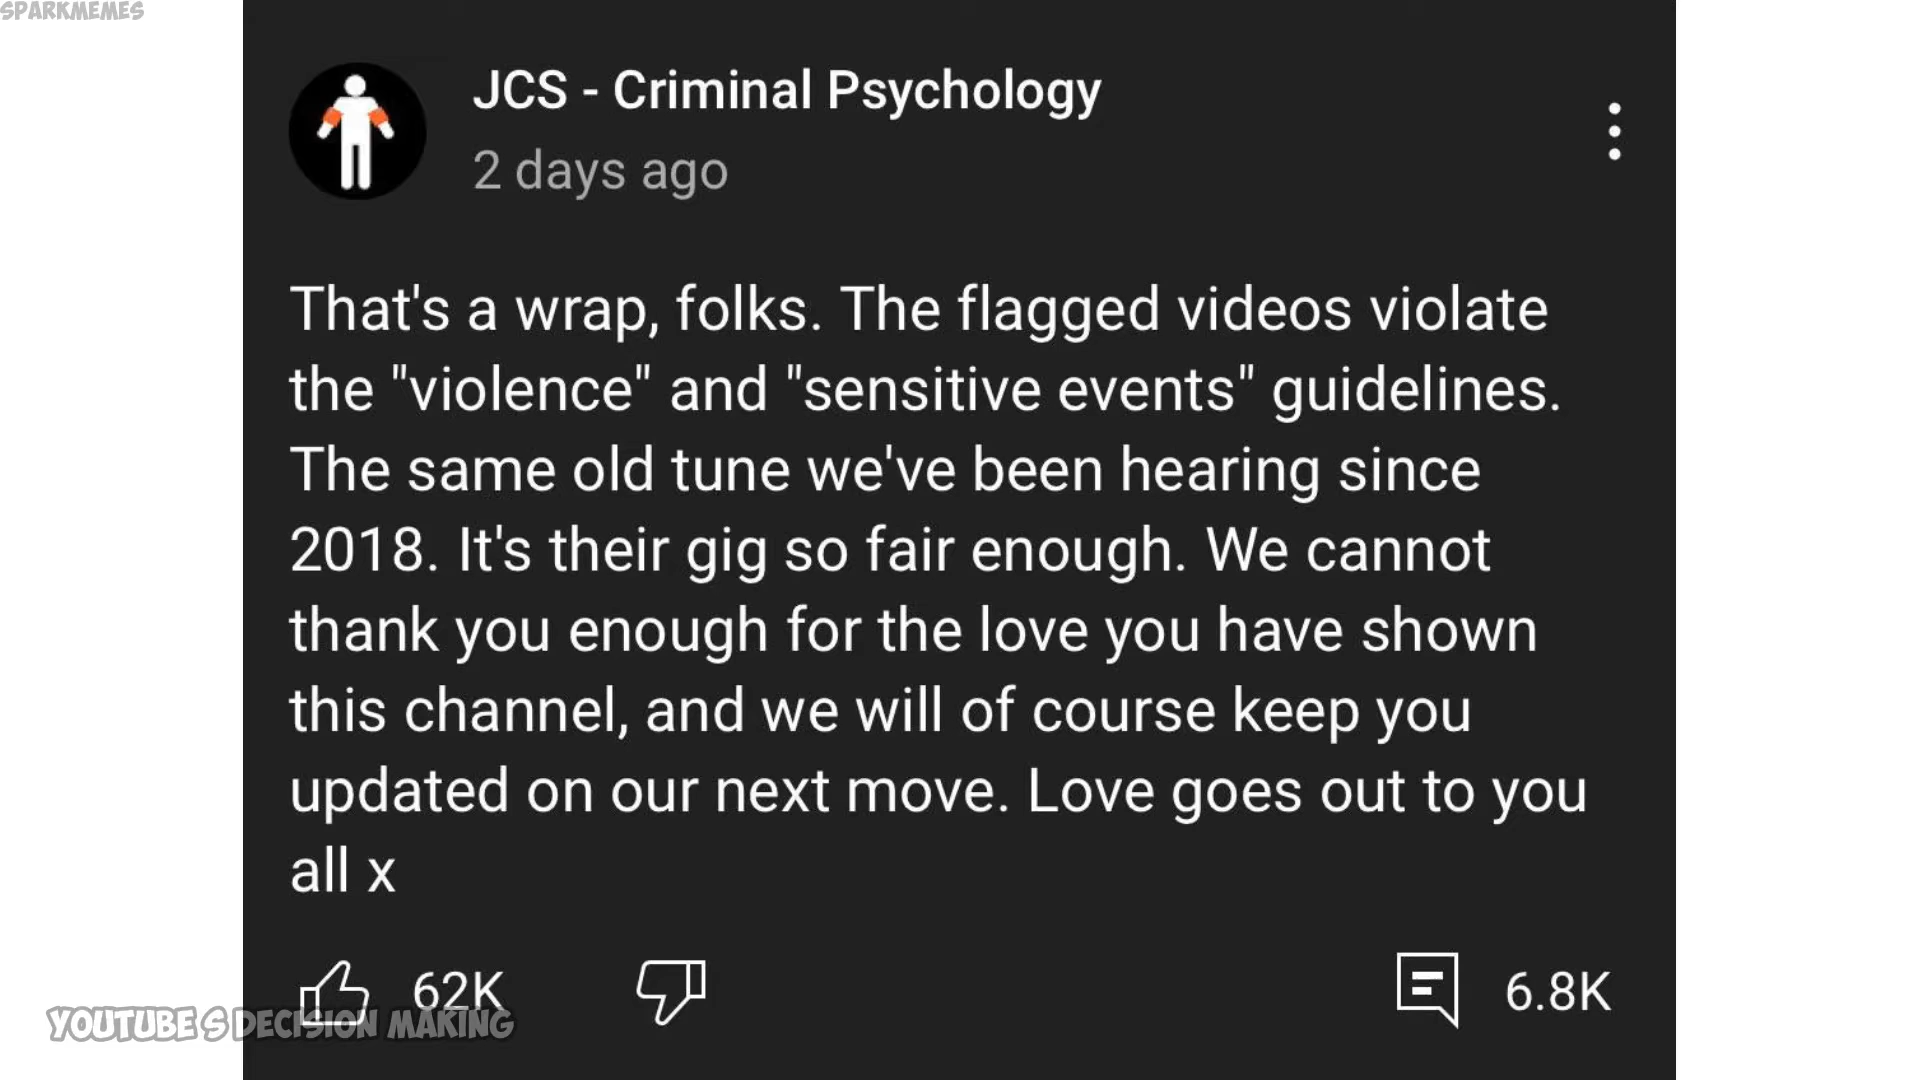 SPARKMEMES
JCS - Criminal Psychology
2 days ago
That's a wrap, folks. The flagged videos violate
the "violence" and "sensitive events" guidelines.
The same old tune we've been hearing since
2018. It's their gig so fair enough. We cannot
thank you enough for the love you have shown
this channel, and we will of course keep you
updated on our next move. Love goes out to you
all x
62K
6.8K
YOUTUBE'S DECISION MAKING